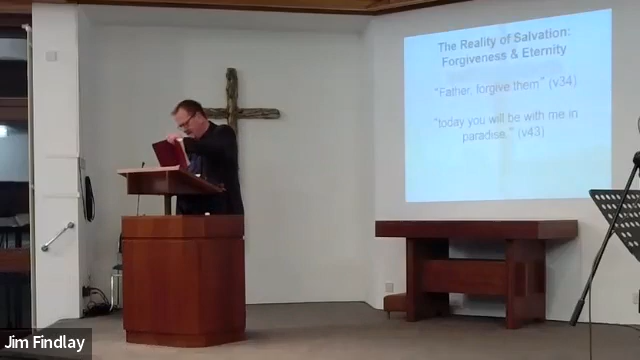 The Reality of Salvation:
Forgiveness & Eternity
"Father, forgive them" (v34)
"today you will be with me in
paradise." (v43)
Jim Findlay